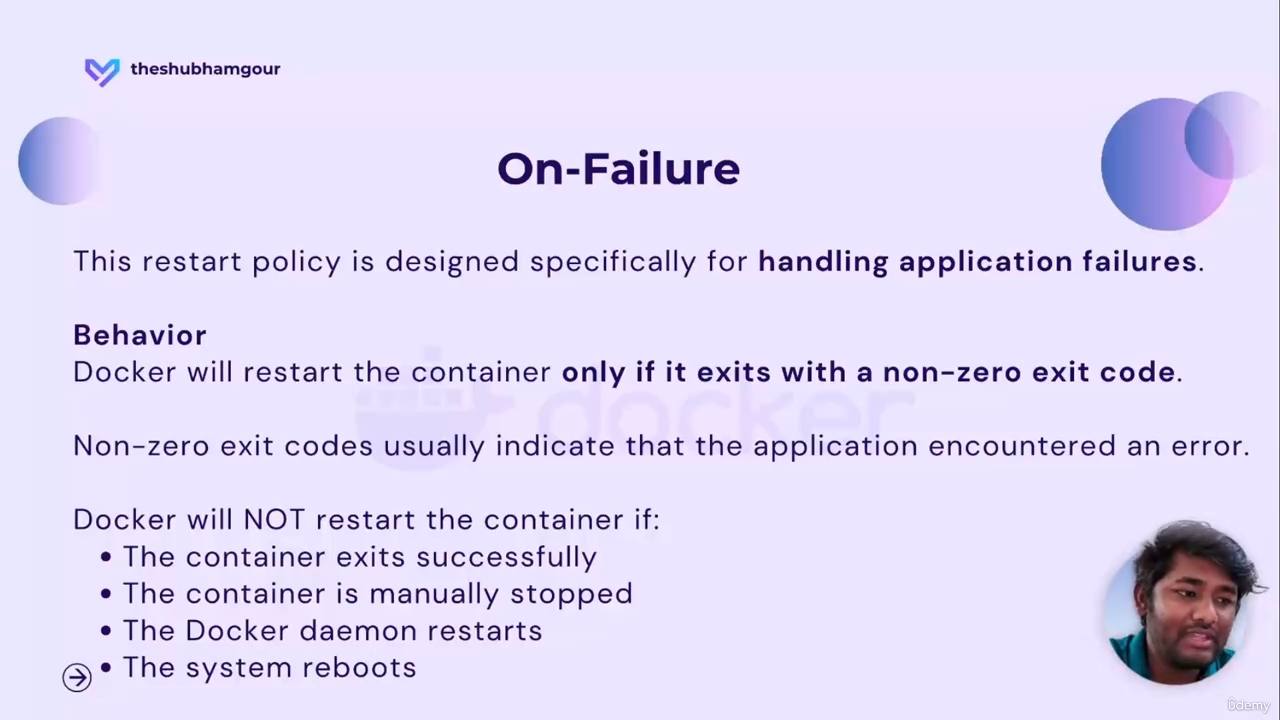 theshubhamgour
On-Failure
This restart policy is designed specifically for handling application failures.
Behavior
Docker will restart the container only if it exits with a non-zero exit code.
docker
Non-zero exit codes usually indicate that the application encountered an error.
Docker will NOT restart the container if:
• The container exits successfully
• The container is manually stopped
• The Docker daemon restarts
• The system reboots
Udemy